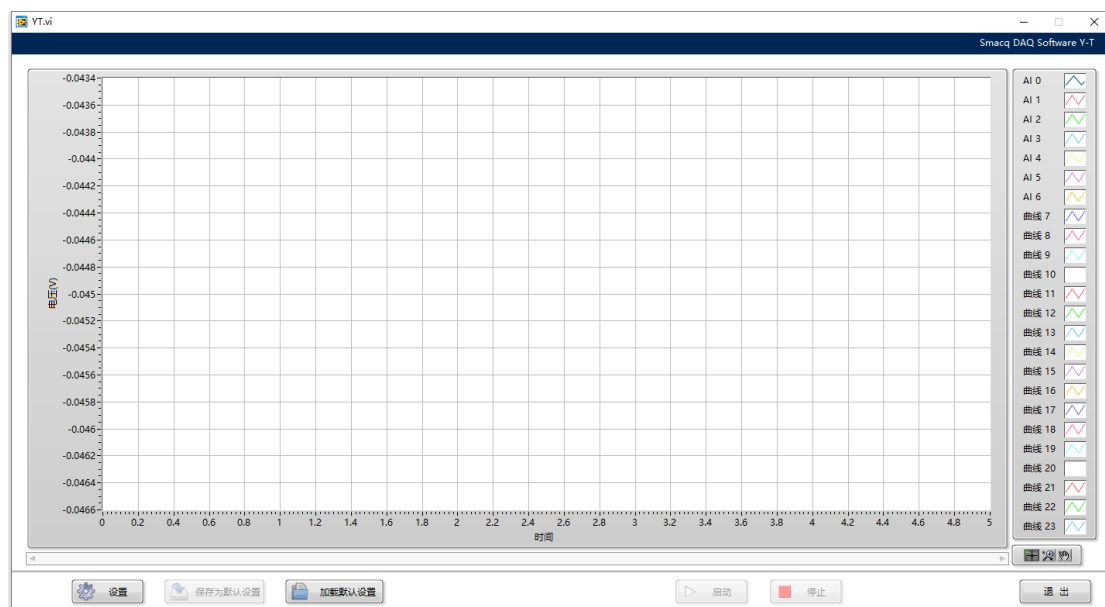 YT.vi
Smacq DAQ Software Y-T
电压(V)
-0.0434
-0.0436
-0.0438
-0.044
-0.0442
-0.0444
-0.0446
-0.0448
-0.045
-0.0452
-0.0454
-0.0456
-0.0458
-0.046
-0.0462
-0.0464
-0.0466
0 0.2 0.4 0.6 0.8 1 1.2 1.4 1.6 1.8 2 2.2 2.4 2.6 2.8 3 3.2 3.4 3.6 3.8 4 4.2 4.4 4.6 4.8 5
时间
AI 0
AI 1
AI 2
AI 3
AI 4
AI 5
AI 6
曲线 7
曲线 8
曲线 9
曲线 10
曲线 11
曲线 12
曲线 13
曲线 14
曲线 15
曲线 16
曲线 17
曲线 18
曲线 19
曲线 20
曲线 21
曲线 22
曲线 23
设置 保存为默认设置 加载默认设置 启动 停止 退 出